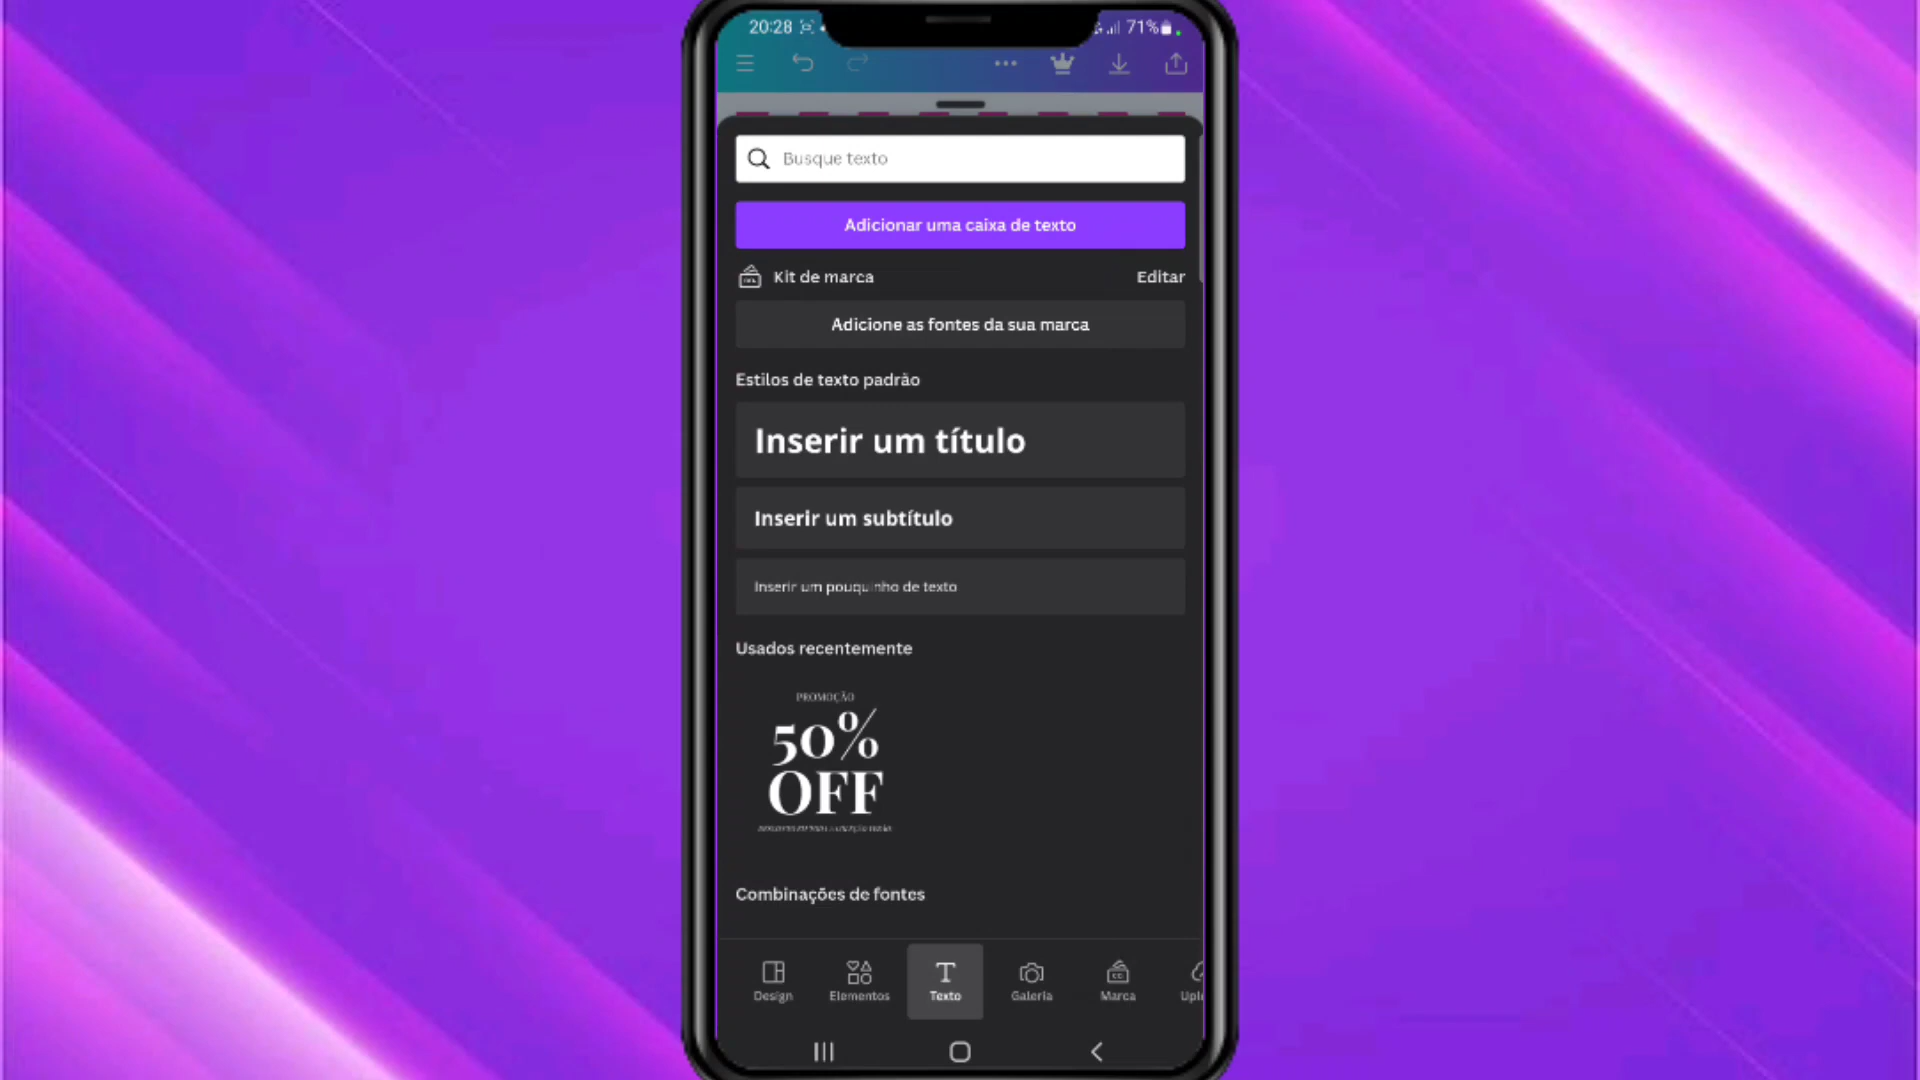 20:28
71%
Busque texto
Adicionar uma caixa de texto
Kit de marca
Editar
Adicione as fontes da sua marca
Estilos de texto padrão
Inserir um título
Inserir um subtítulo
Inserir um pouquinho de texto
Usados recentemente
PROMOÇÃO
50%
OFF
Combinações de fontes
Design
Elementos
Texto
Galeria
Marca